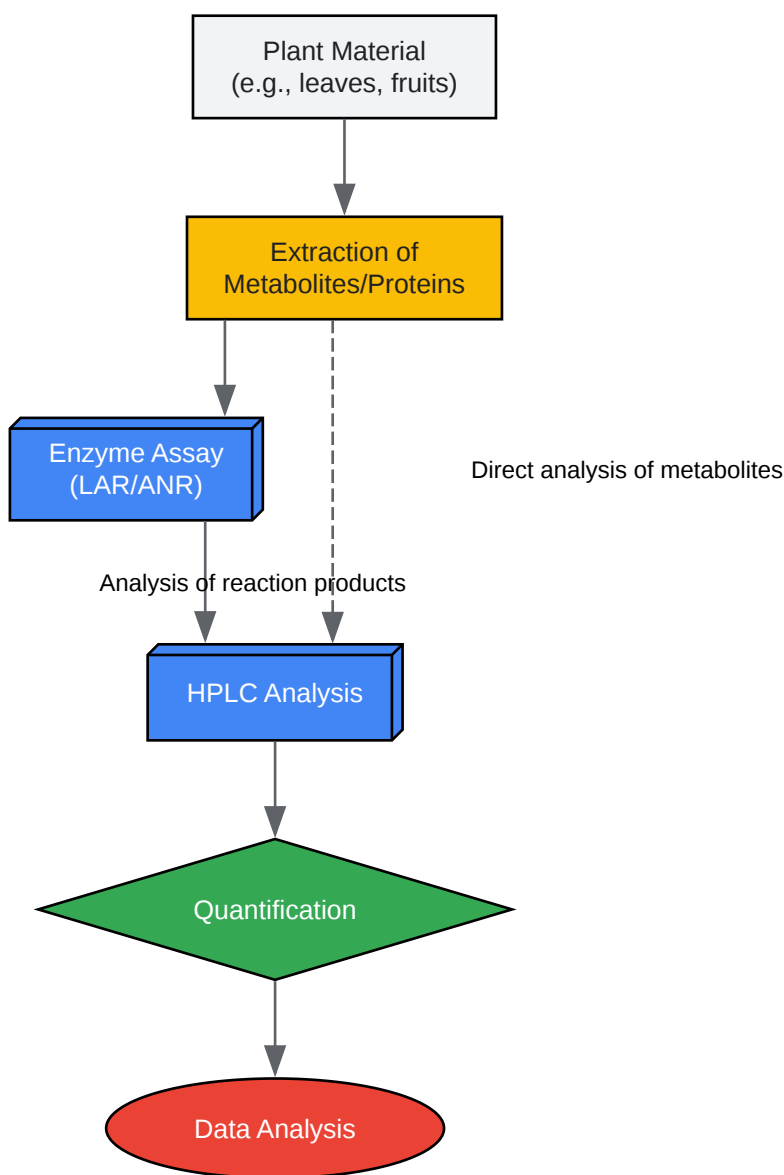 Plant Material
(e.g., leaves, fruits)
Extraction of
Metabolites/Proteins
Enzyme Assay
(LAR/ANR)
Direct analysis of metabolites
Analysis of reaction products
HPLC Analysis
Quantification
Data Analysis